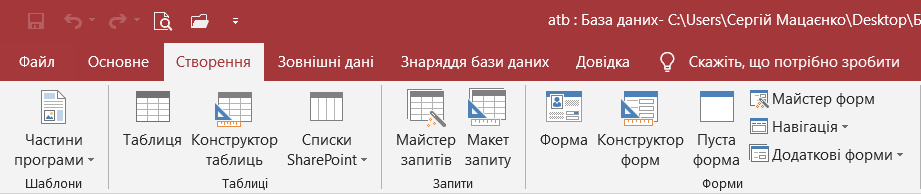 atb : База даних- C:\Users\Сергій Мацаєнко\Desktop\Б
Файл Основне Створення Зовнішні дані Знаряддя бази даних Довідка Скажіть, що потрібно зробити
Частини програми
Таблиця
Конструктор таблиць
Списки SharePoint
Майстер запитів
Макет запиту
Форма
Конструктор форм
Пуста форма
Майстер форм
Навігація
Додаткові форми
Шаблони Таблиці Запити Форми